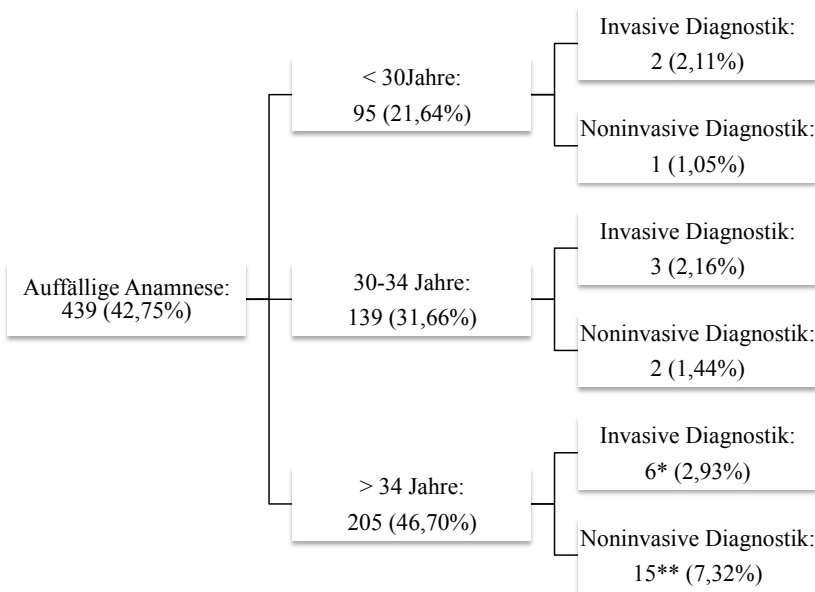 Auffällige Anamnese:
439 (42,75%)
< 30Jahre:
95 (21,64%)
Invasive Diagnostik:
2 (2,11%)
Noninvasive Diagnostik:
1 (1,05%)
30-34 Jahre:
139 (31,66%)
Invasive Diagnostik:
3 (2,16%)
Noninvasive Diagnostik:
2 (1,44%)
> 34 Jahre:
205 (46,70%)
Invasive Diagnostik:
6* (2,93%)
Noninvasive Diagnostik:
15** (7,32%)